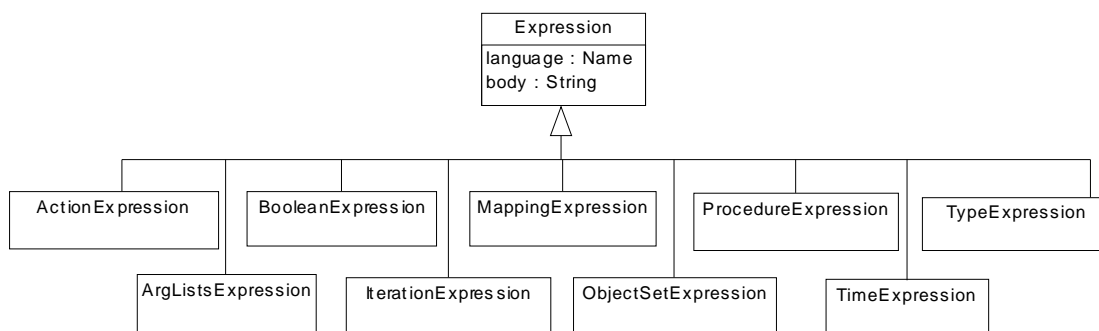 Expression
language : Name
body : String
ActionExpression
BooleanExpression
MappingExpression
ProcedureExpression
TypeExpression
ArgListsExpression
IterationExpression
ObjectSetExpression
TimeExpression